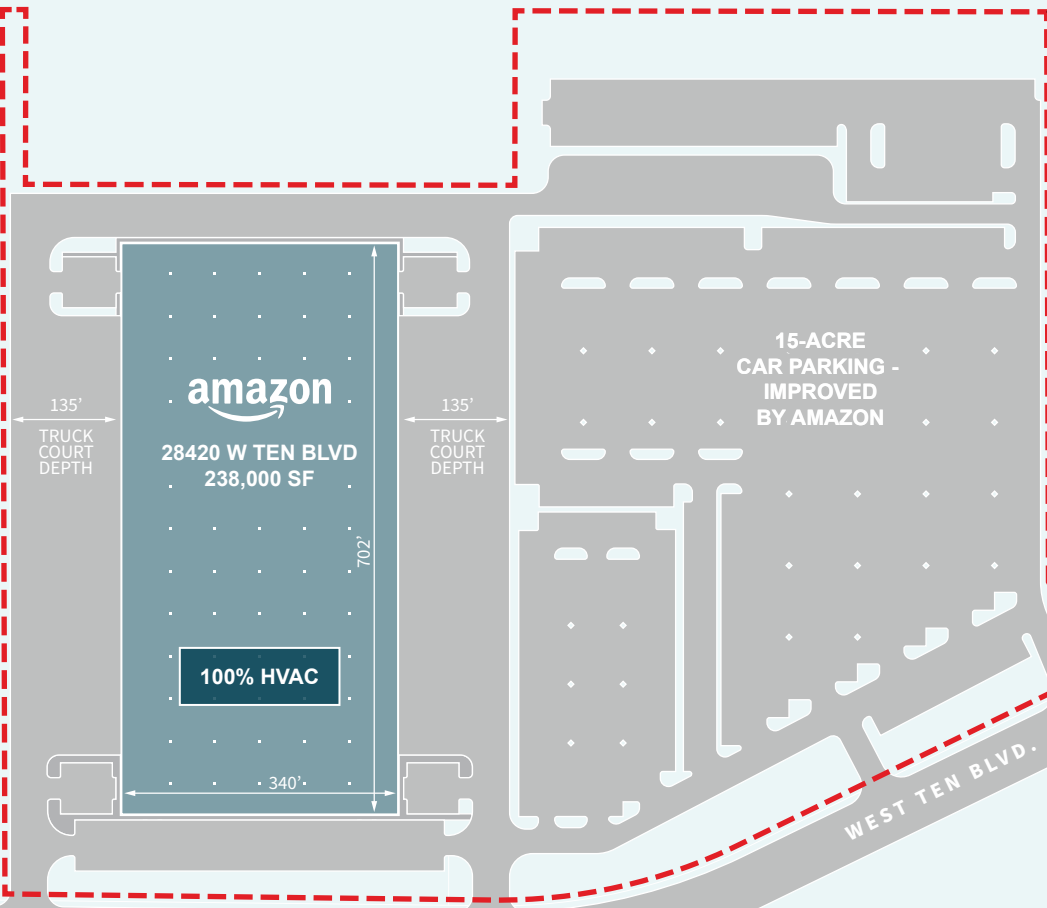 15-ACRE
CAR PARKING -
IMPROVED
BY AMAZON
amazon
135’
TRUCK
COURT
DEPTH
135’
TRUCK
COURT
DEPTH
28420 W TEN BLVD
238,000 SF
702’
100% HVAC
340’
WEST TEN BLVD.